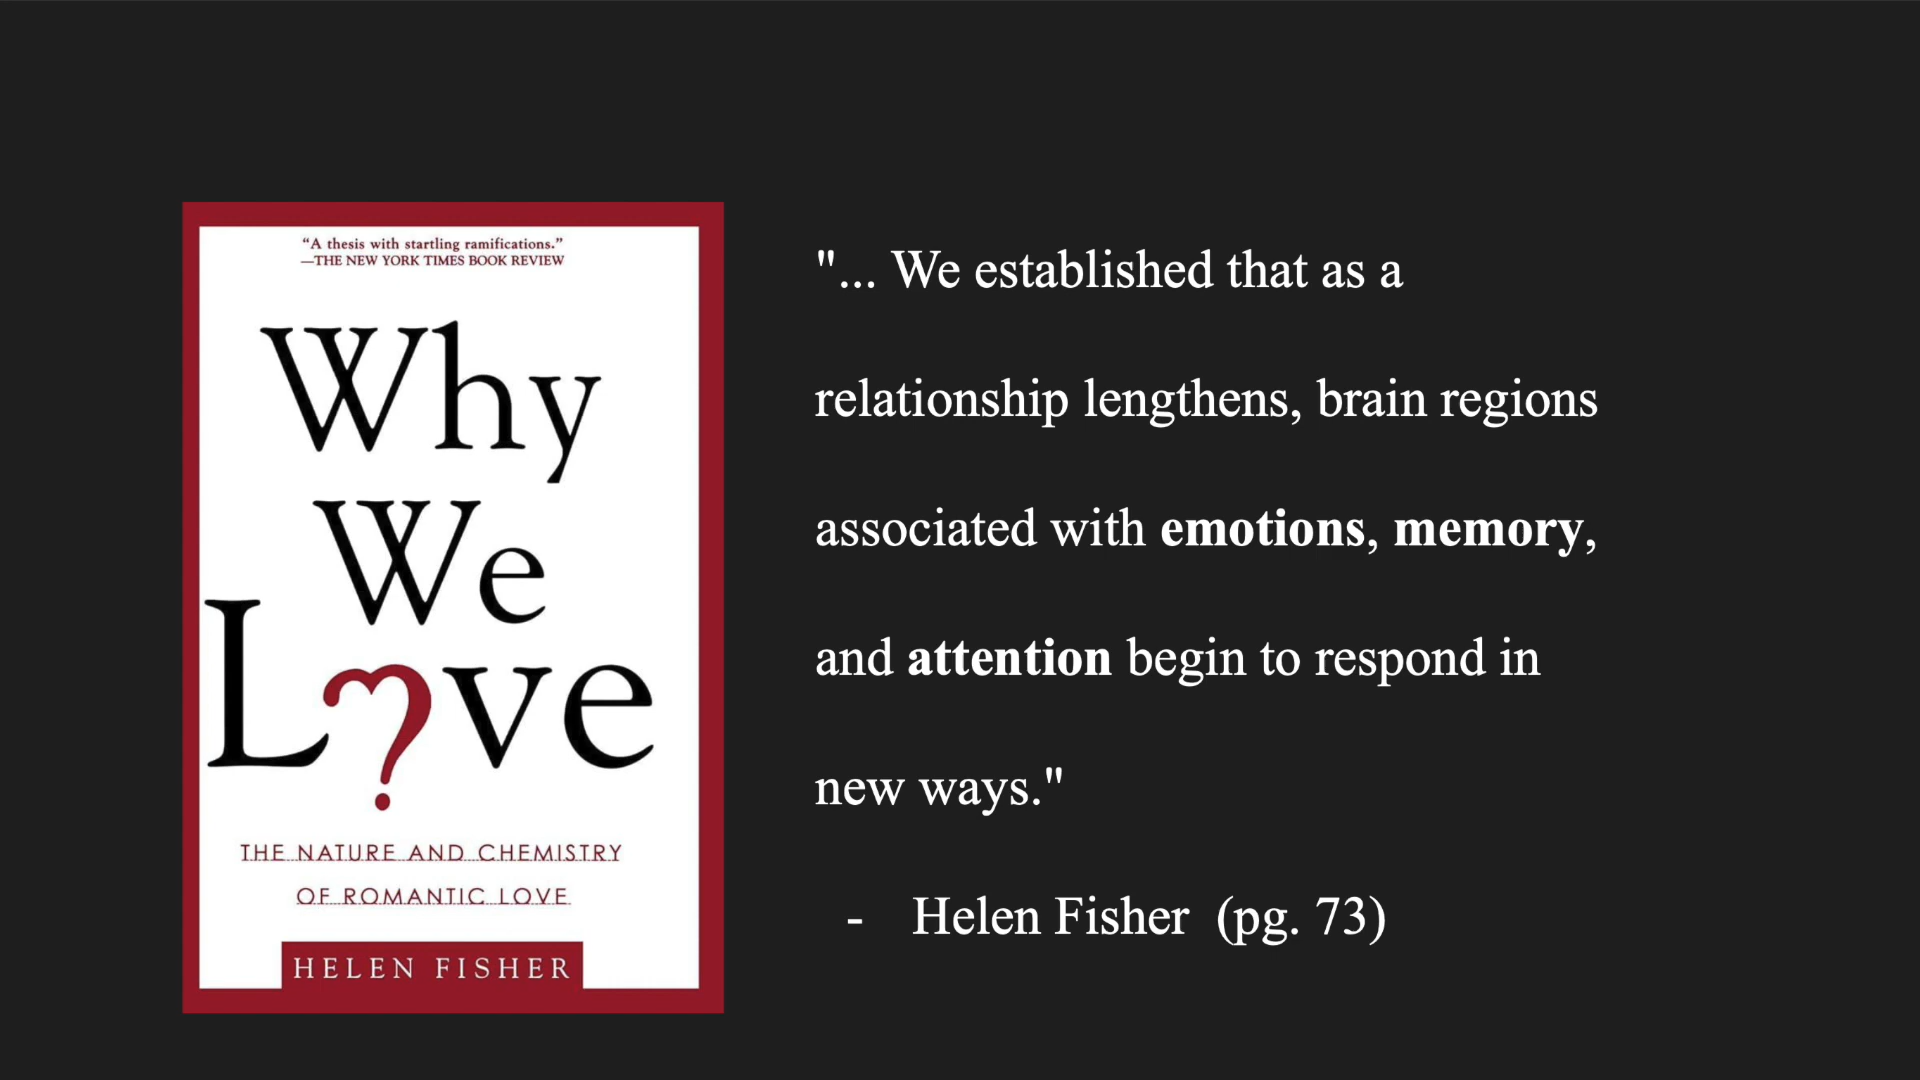 “A thesis with startling ramifications.”
—THE NEW YORK TIMES BOOK REVIEW
Why
We
Love
THE NATURE AND CHEMISTRY
OF ROMANTIC LOVE
HELEN FISHER
"... We established that as a
relationship lengthens, brain regions
associated with emotions, memory,
and attention begin to respond in
new ways."
- Helen Fisher (pg. 73)